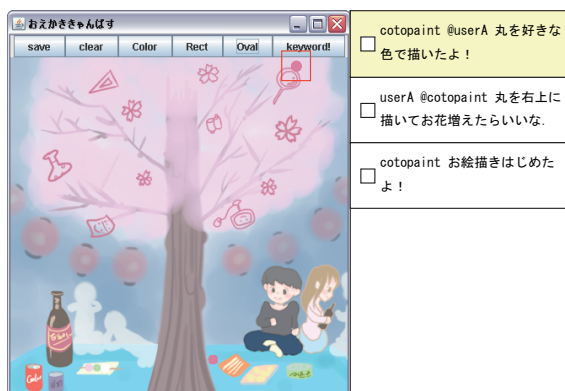 おえかききゃんばす
save clear Color Rect Oval keyword!
cotopaint @userA 丸を好きな
色で描いたよ！
userA @cotopaint 丸を右上に
描いてお花増えたらいいな.
cotopaint お絵描きはじめた
よ！